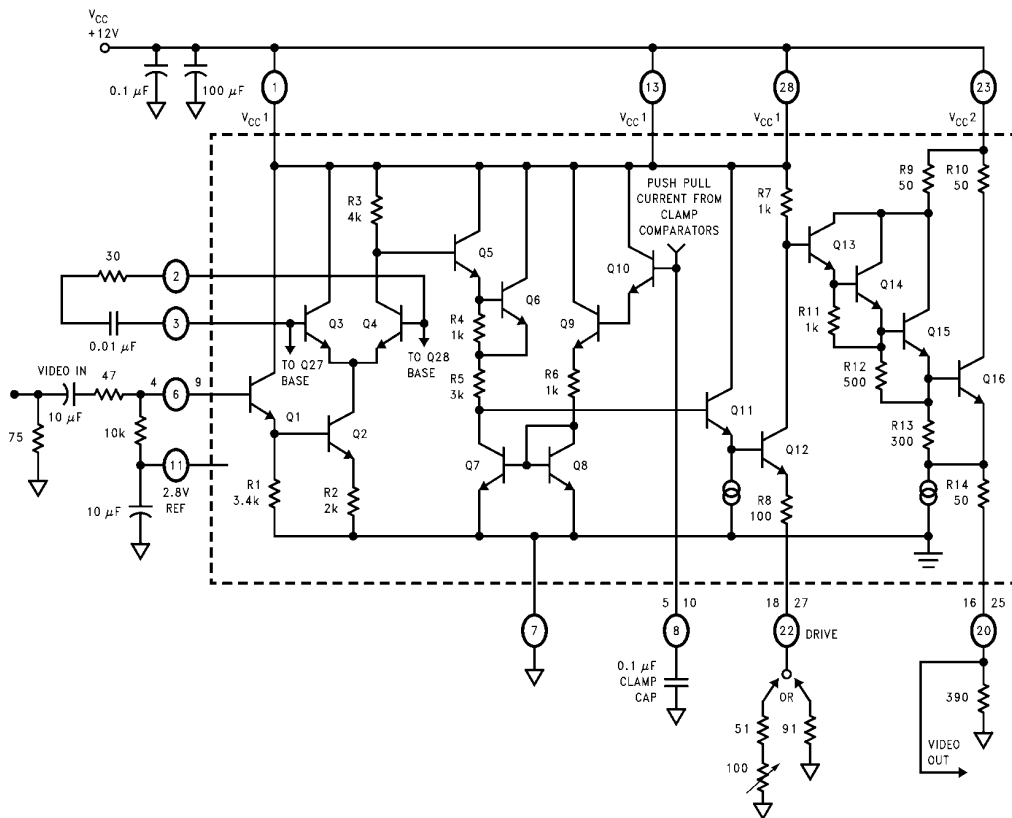 VCC
+12V
0.1 µF
100 µF
1
13
28
23
VCC1
VCC1
VCC1
VCC2
R3
4k
PUSH PULL
CURRENT FROM
CLAMP
COMPARATORS
R7
1k
R9
50
R10
50
30
2
Q5
Q6
Q10
Q13
Q14
3
0.01 µF
Q3
Q4
R4
1k
Q9
R11
1k
Q15
TO Q27
BASE
TO Q28
BASE
VIDEO IN
47
4
9
6
10 µF
R5
3k
R6
1k
R12
500
Q16
75
10k
Q1
Q2
Q11
Q12
R13
300
11
2.8V
REF
R1
3.4k
R2
2k
Q7
Q8
R8
100
R14
50
10 µF
5
10
18
27
16
25
7
8
22
DRIVE
20
0.1 µF
CLAMP
CAP
OR
51
91
390
100
VIDEO
OUT